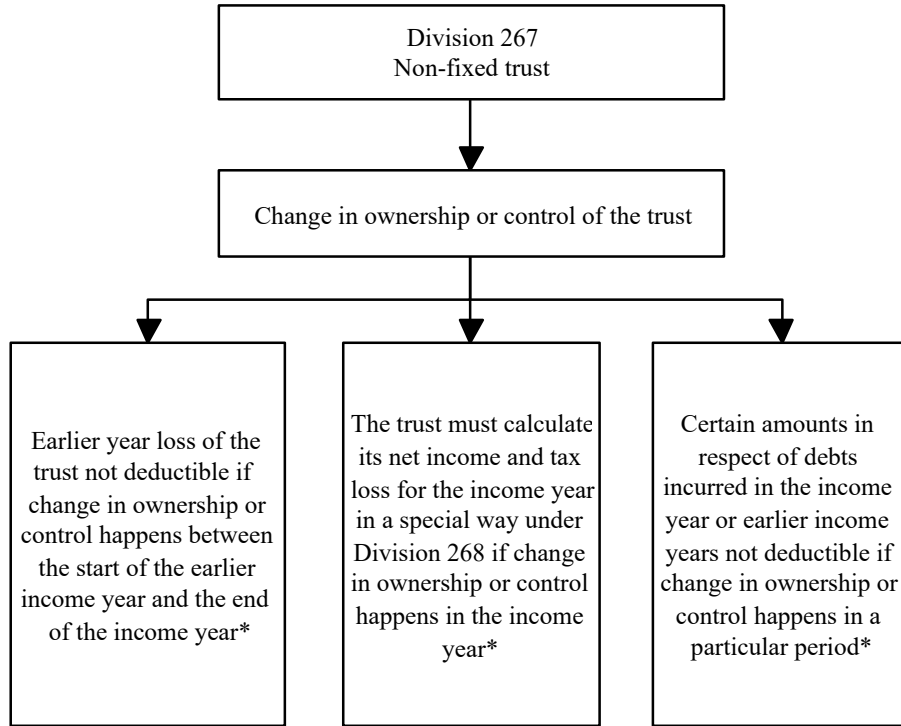 Division 267
Non-fixed trust
Change in ownership or control of the trust
Earlier year loss of the
trust not deductible if
change in ownership or
control happens between
the start of the earlier
income year and the end
of the income year*
The trust must calculate
its net income and tax
loss for the income year
in a special way under
Division 268 if change
in ownership or control
happens in the income
year*
Certain amounts in
respect of debts
incurred in the income
year or earlier income
years not deductible if
change in ownership or
control happens in a
particular period*